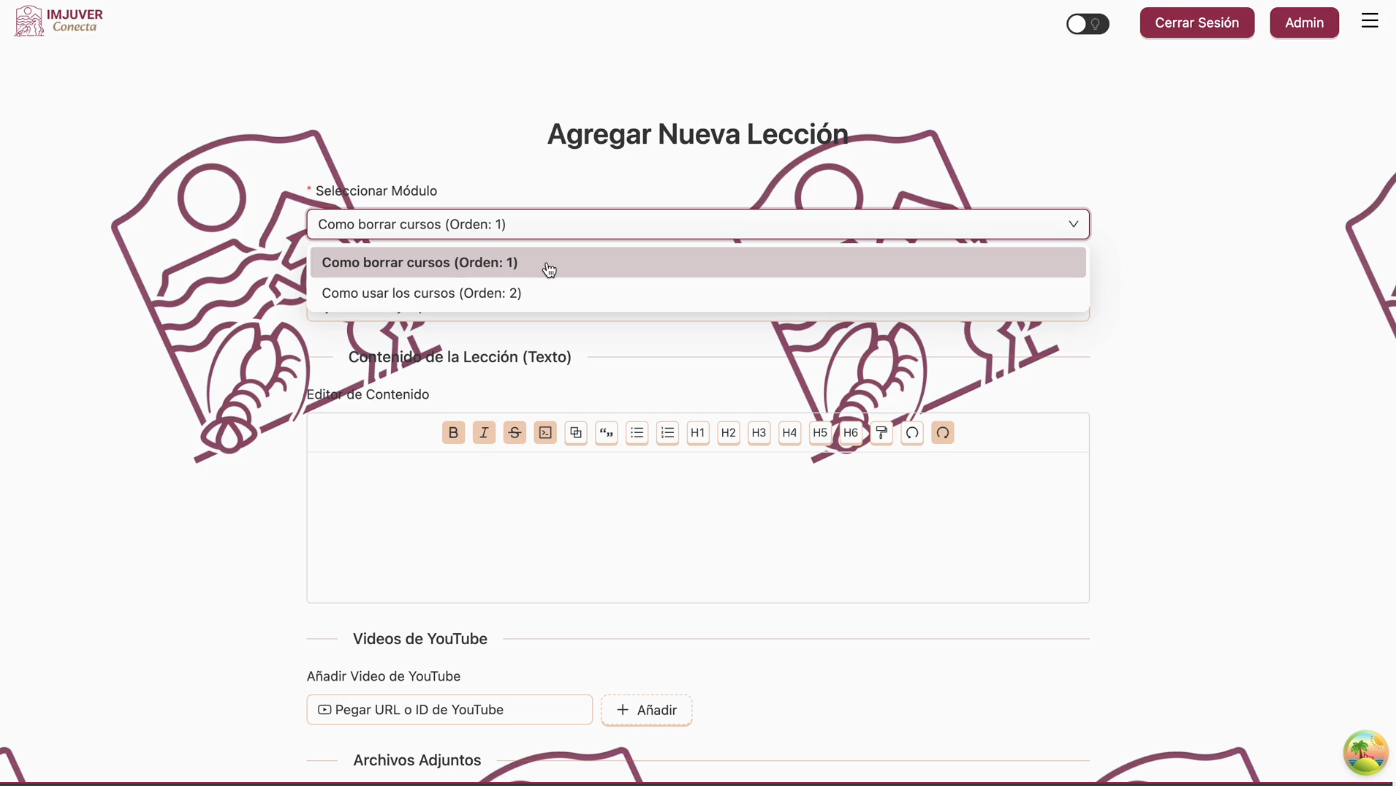 IMJUVER
Conecta
Cerrar Sesión
Admin
Agregar Nueva Lección
* Seleccionar Módulo
Como borrar cursos (Orden: 1)
Como borrar cursos (Orden: 1)
Como usar los cursos (Orden: 2)
Contenido de la Lección (Texto)
Editor de Contenido
B I S H1 H2 H3 H4 H5 H6
Videos de YouTube
Añadir Video de YouTube
Pegar URL o ID de YouTube
+ Añadir
Archivos Adjuntos